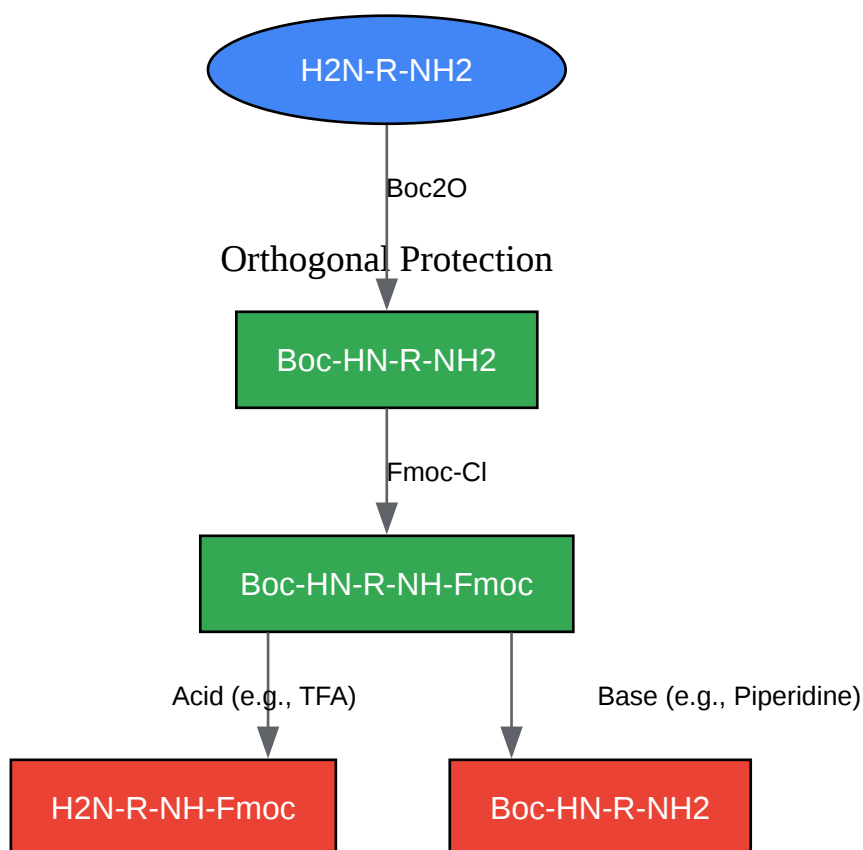 H2N-R-NH2
Boc2O
Orthogonal Protection
Boc-HN-R-NH2
Fmoc-Cl
Boc-HN-R-NH-Fmoc
Acid (e.g., TFA)
Base (e.g., Piperidine)
H2N-R-NH-Fmoc
Boc-HN-R-NH2